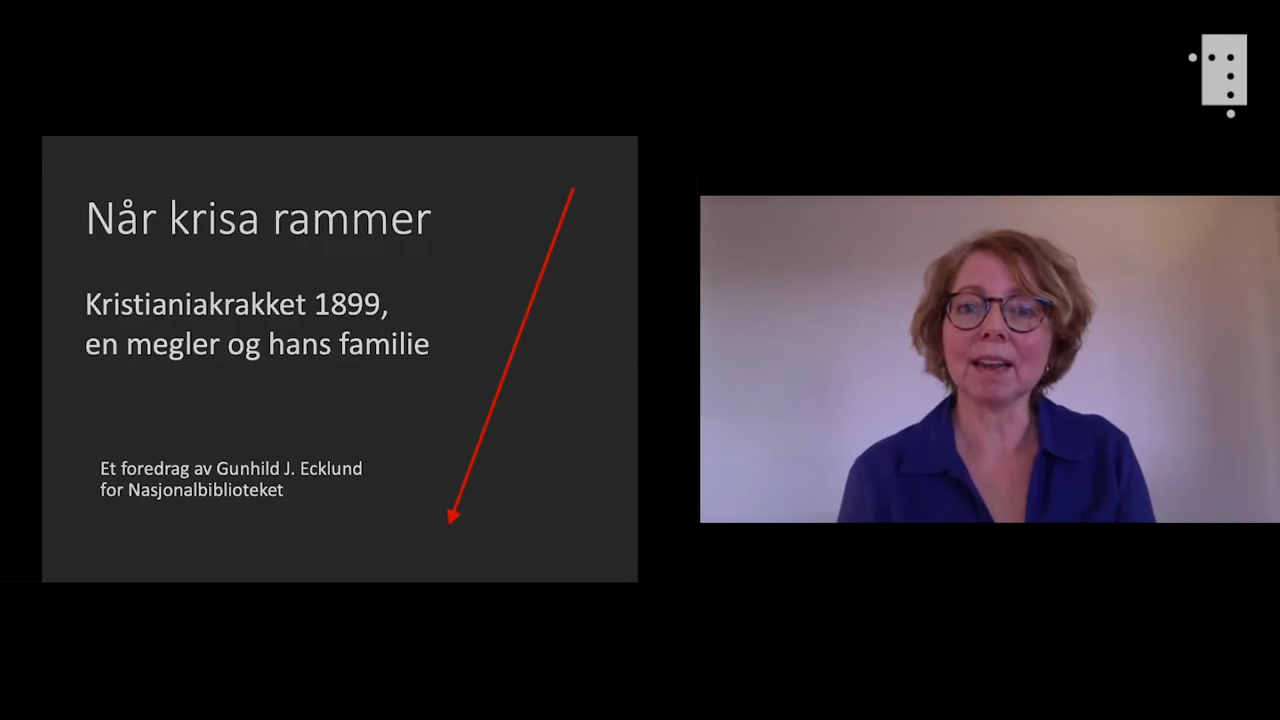 Når krisa rammer
Kristianiakrakket 1899,
en megler og hans familie
Et foredrag av Gunhild J. Ecklund
for Nasjonalbiblioteket